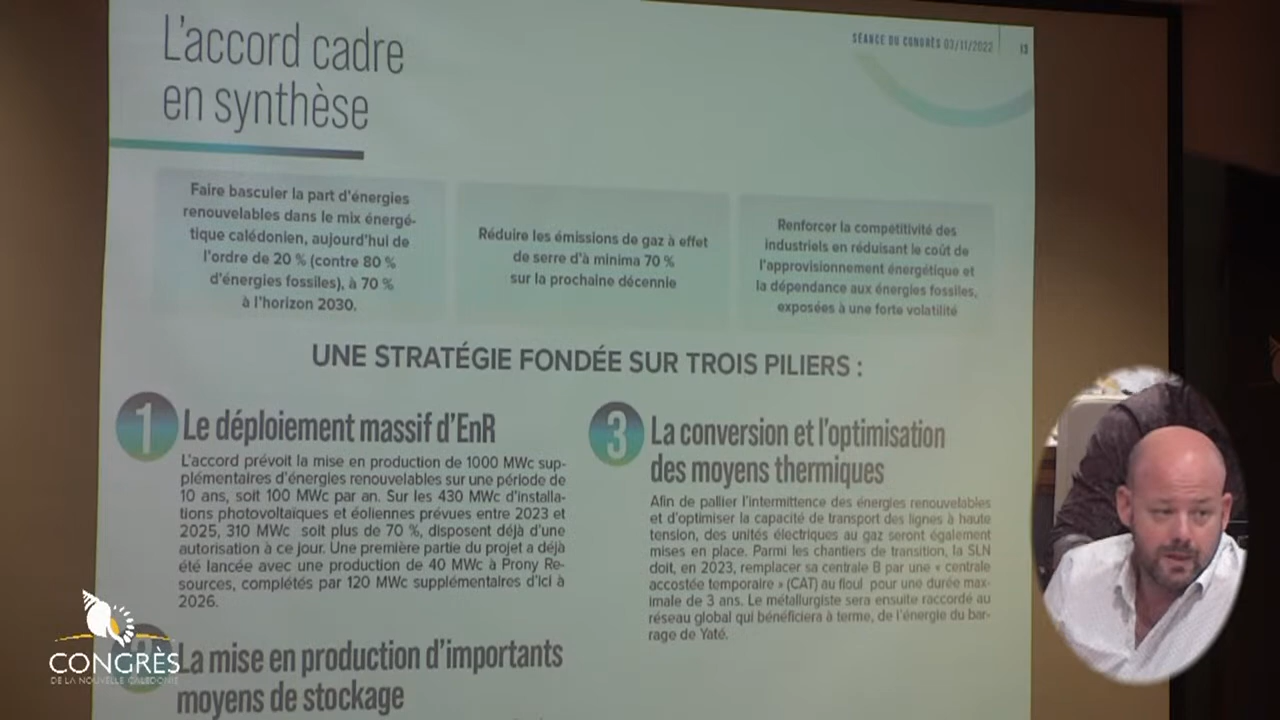 L'accord cadre
en synthèse
SÉANCE DU CONGRÈS 03/11/2022
13
Faire basculer la part d'énergies
renouvelables dans le mix énergé-
tique calédonien, aujourd'hui de
l'ordre de 20 % (contre 80 %
d'énergies fossiles), à 70 %
à l'horizon 2030.
Réduire les émissions de gaz à effet
de serre d'à minima 70 %
sur la prochaine décennie
Renforcer la compétitivité des
industriels en réduisant le coût de
l'approvisionnement énergétique et
la dépendance aux énergies fossiles,
exposées à une forte volatilité
UNE STRATÉGIE FONDÉE SUR TROIS PILIERS :
1 Le déploiement massif d'EnR
L'accord prévoit la mise en production de 1000 MWc sup-
plémentaires d'énergies renouvelables sur une période de
10 ans, soit 100 MWc par an. Sur les 430 MWc d'installa-
tions photovoltaïques et éoliennes prévues entre 2023 et
2025, 310 MWc soit plus de 70 %, disposent déjà d'une
autorisation à ce jour. Une première partie du projet a déjà
été lancée avec une production de 40 MWc à Prony Re-
sources, complétés par 120 MWc supplémentaires d'ici à
2026.
La mise en production d'importants
moyens de stockage
3 La conversion et l'optimisation
des moyens thermiques
Afin de pallier l'intermittence des énergies renouvelables
et d'optimiser la capacité de transport des lignes à haute
tension, des unités électriques au gaz seront également
mises en place. Parmi les chantiers de transition, la SLN
doit, en 2023, remplacer sa centrale B par une « centrale
accostée temporaire » (CAT) au fioul pour une durée max-
imale de 3 ans. Le métallurgiste sera ensuite raccordé au
réseau global qui bénéficiera à terme, de l'énergie du bar-
rage de Yaté.
CONGRÈS
DE LA NOUVELLE CALÉDONIE